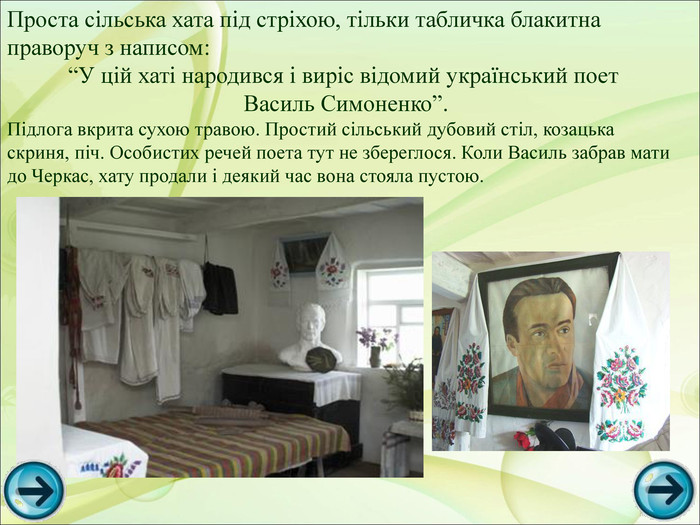 Проста сільська хата під стріхою, тільки табличка блакитна
праворуч з написом:
“У цій хаті народився і виріс відомий український поет
Василь Симоненко”.
Підлога вкрита сухою травою. Простий сільський дубовий стіл, козацька
скриня, піч. Особистих речей поета тут не збереглося. Коли Василь забрав мати
до Черкас, хату продали і деякий час вона стояла пустою.